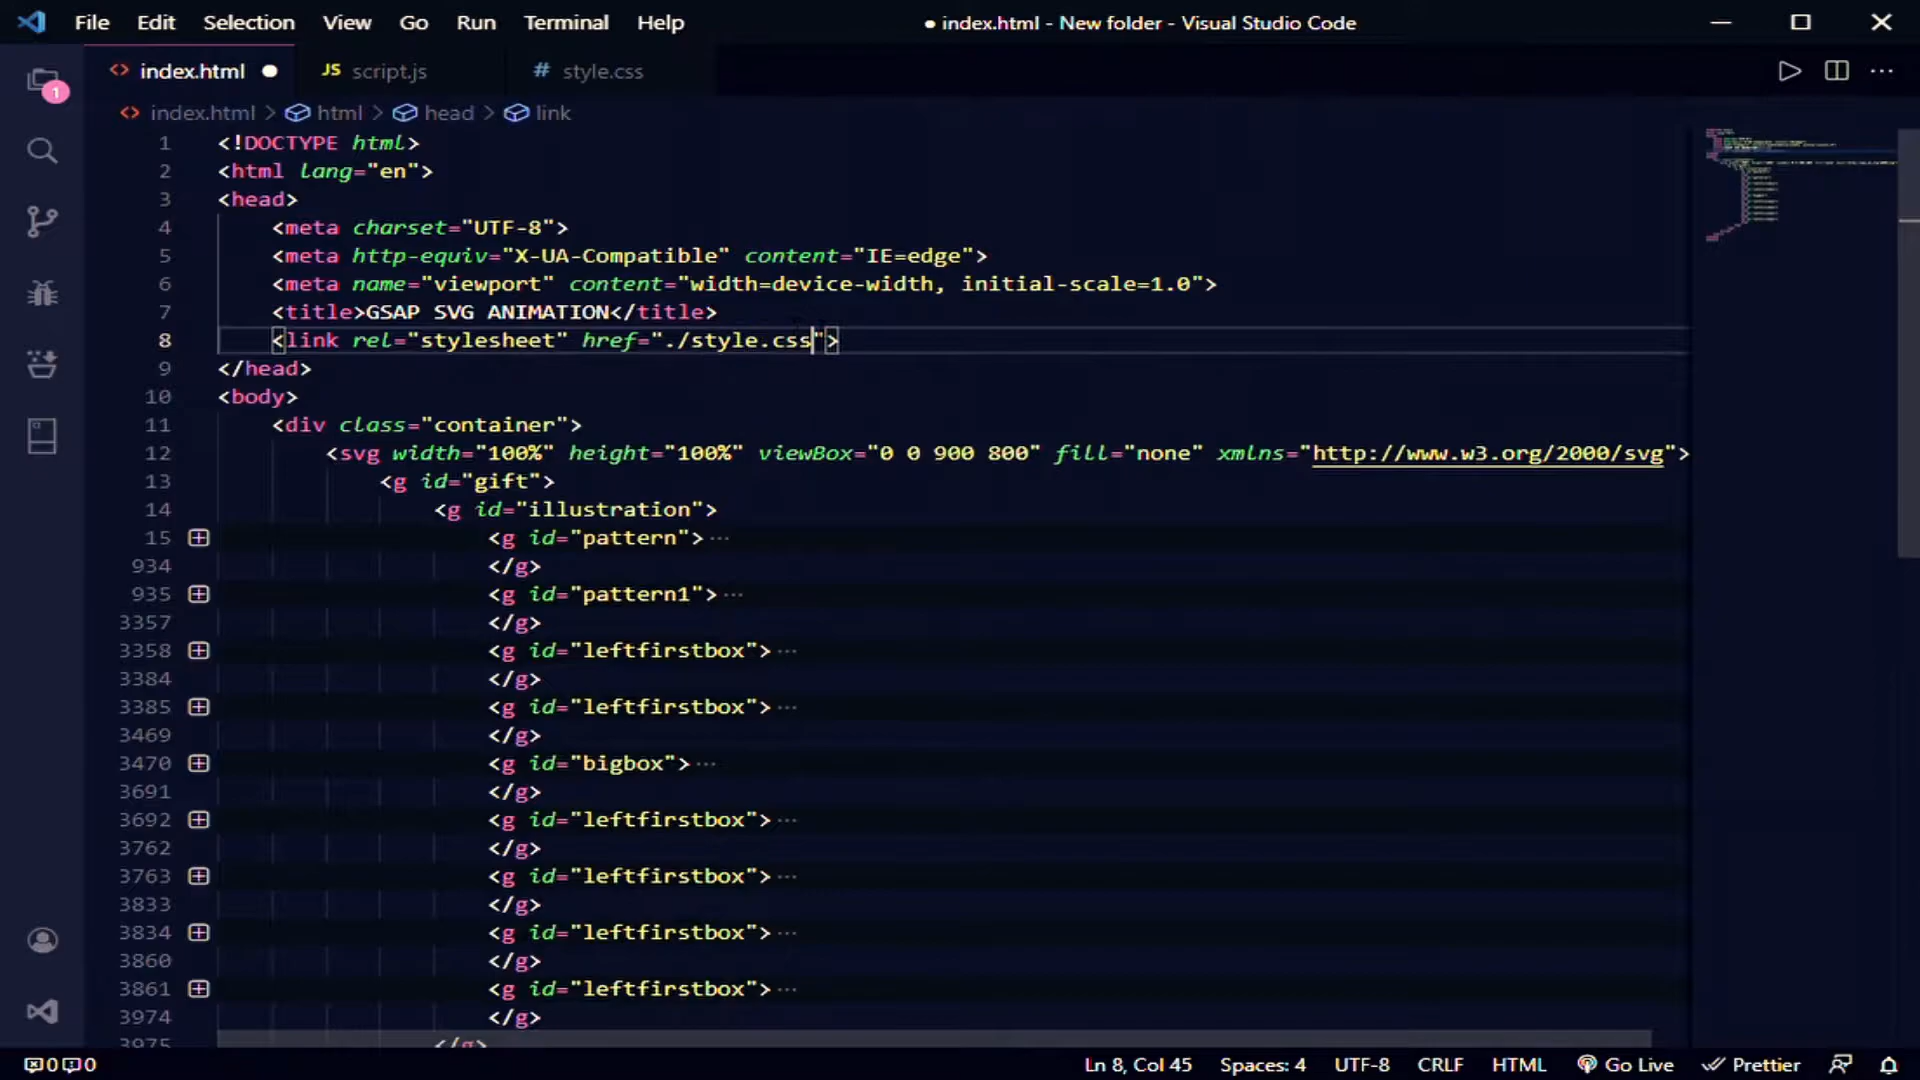 File Edit Selection View Go Run Terminal Help ● index.html - New folder - Visual Studio Code
<> index.html ● JS script.js # style.css
1
<> index.html > html > head > link
1 <!DOCTYPE html>
2 <html lang="en">
3 <head>
4 <meta charset="UTF-8">
5 <meta http-equiv="X-UA-Compatible" content="IE=edge">
6 <meta name="viewport" content="width=device-width, initial-scale=1.0">
7 <title>GSAP SVG ANIMATION</title>
8 <link rel="stylesheet" href="./style.css">
9 </head>
10 <body>
11 <div class="container">
12 <svg width="100%" height="100%" viewBox="0 0 900 800" fill="none" xmlns="http://www.w3.org/2000/svg">
13 <g id="gift">
14 <g id="illustration">
15 <g id="pattern"> ...
934 </g>
935 <g id="pattern1"> ...
3357 </g>
3358 <g id="leftfirstbox"> ...
3384 </g>
3385 <g id="leftfirstbox"> ...
3469 </g>
3470 <g id="bigbox"> ...
3691 </g>
3692 <g id="leftfirstbox"> ...
3762 </g>
3763 <g id="leftfirstbox"> ...
3833 </g>
3834 <g id="leftfirstbox"> ...
3860 </g>
3861 <g id="leftfirstbox"> ...
3974 </g>
3975 </g>
0 0 Ln 8, Col 45 Spaces: 4 UTF-8 CRLF HTML Go Live Prettier